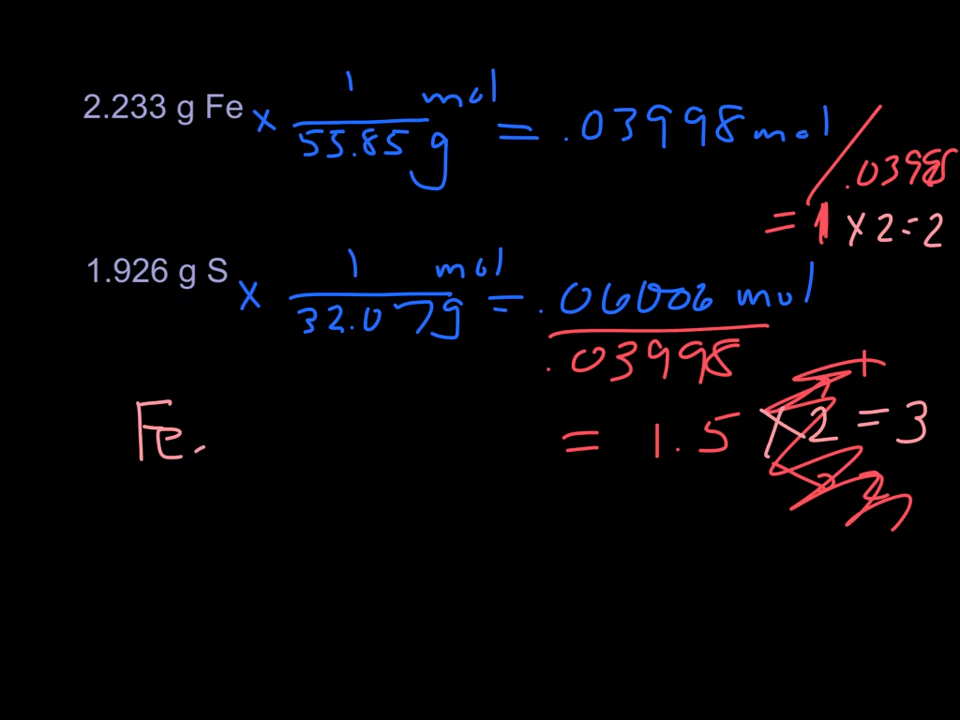 2.233 g Fe × 1 mol / 55.85 g = .03998 mol / .03998
= 1 × 2 = 2
1.926 g S × 1 mol / 32.07 g = .06006 mol / .03998
Fe. = 1.5 × 2 = 3